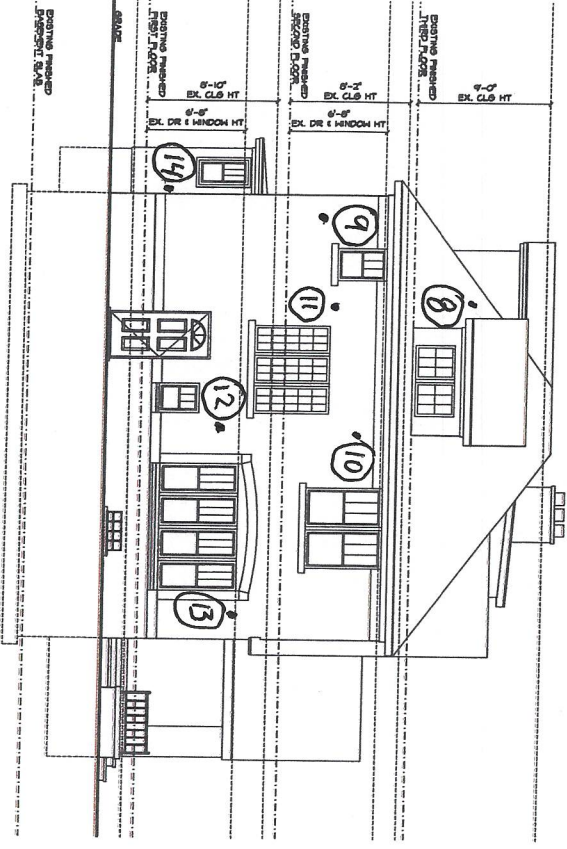 9'-0"
EX. CLG HT
EXISTING FINISHED
THIRD FLOOR
8'-2"
EX. CLG HT
6'-8"
EX. DR & WINDOW HT
EXISTING FINISHED
SECOND FLOOR
8'-10"
EX. CLG HT
6'-8"
EX. DR & WINDOW HT
EXISTING FINISHED
FIRST FLOOR
GRADE
EXISTING FINISHED
BASEMENT SLAB
8
9
10
11
12
13
14